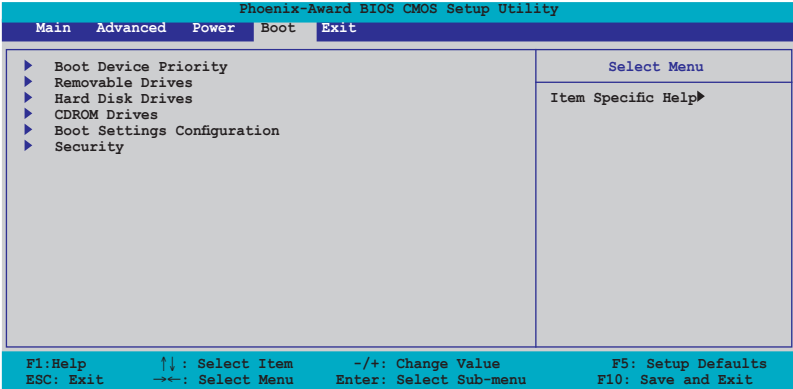 Phoenix-Award BIOS CMOS Setup Utility
Main Advanced Power Boot Exit
Boot Device Priority
Removable Drives
Hard Disk Drives
CDROM Drives
Boot Settings Configuration
Security
Select Menu
Item Specific Help
F1:Help ↑↓: Select Item -/+: Change Value F5: Setup Defaults
ESC: Exit →←: Select Menu Enter: Select Sub-menu F10: Save and Exit